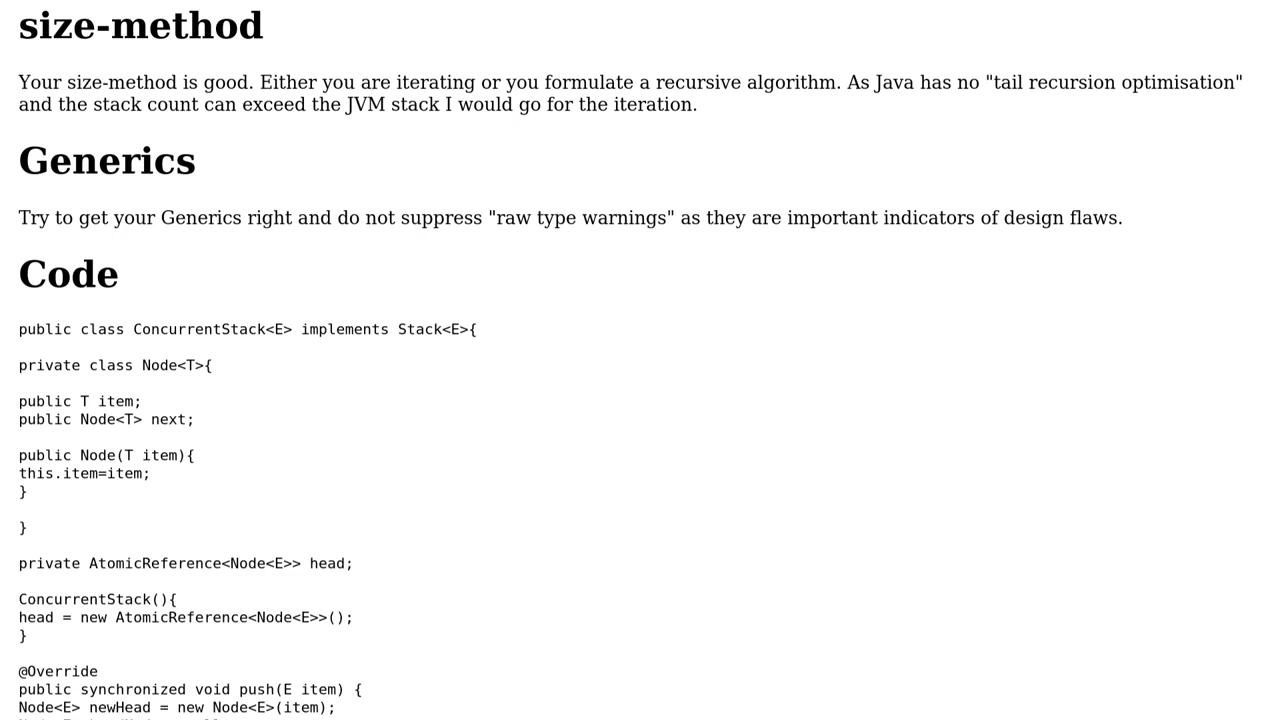 size-method
Your size-method is good. Either you are iterating or you formulate a recursive algorithm. As Java has no "tail recursion optimisation"
and the stack count can exceed the JVM stack I would go for the iteration.
Generics
Try to get your Generics right and do not suppress "raw type warnings" as they are important indicators of design flaws.
Code
public class ConcurrentStack<E> implements Stack<E>{
private class Node<T>{
public T item;
public Node<T> next;
public Node(T item){
this.item=item;
}
}
private AtomicReference<Node<E>> head;
ConcurrentStack(){
head = new AtomicReference<Node<E>>();
}
@Override
public synchronized void push(E item) {
Node<E> newHead = new Node<E>(item);